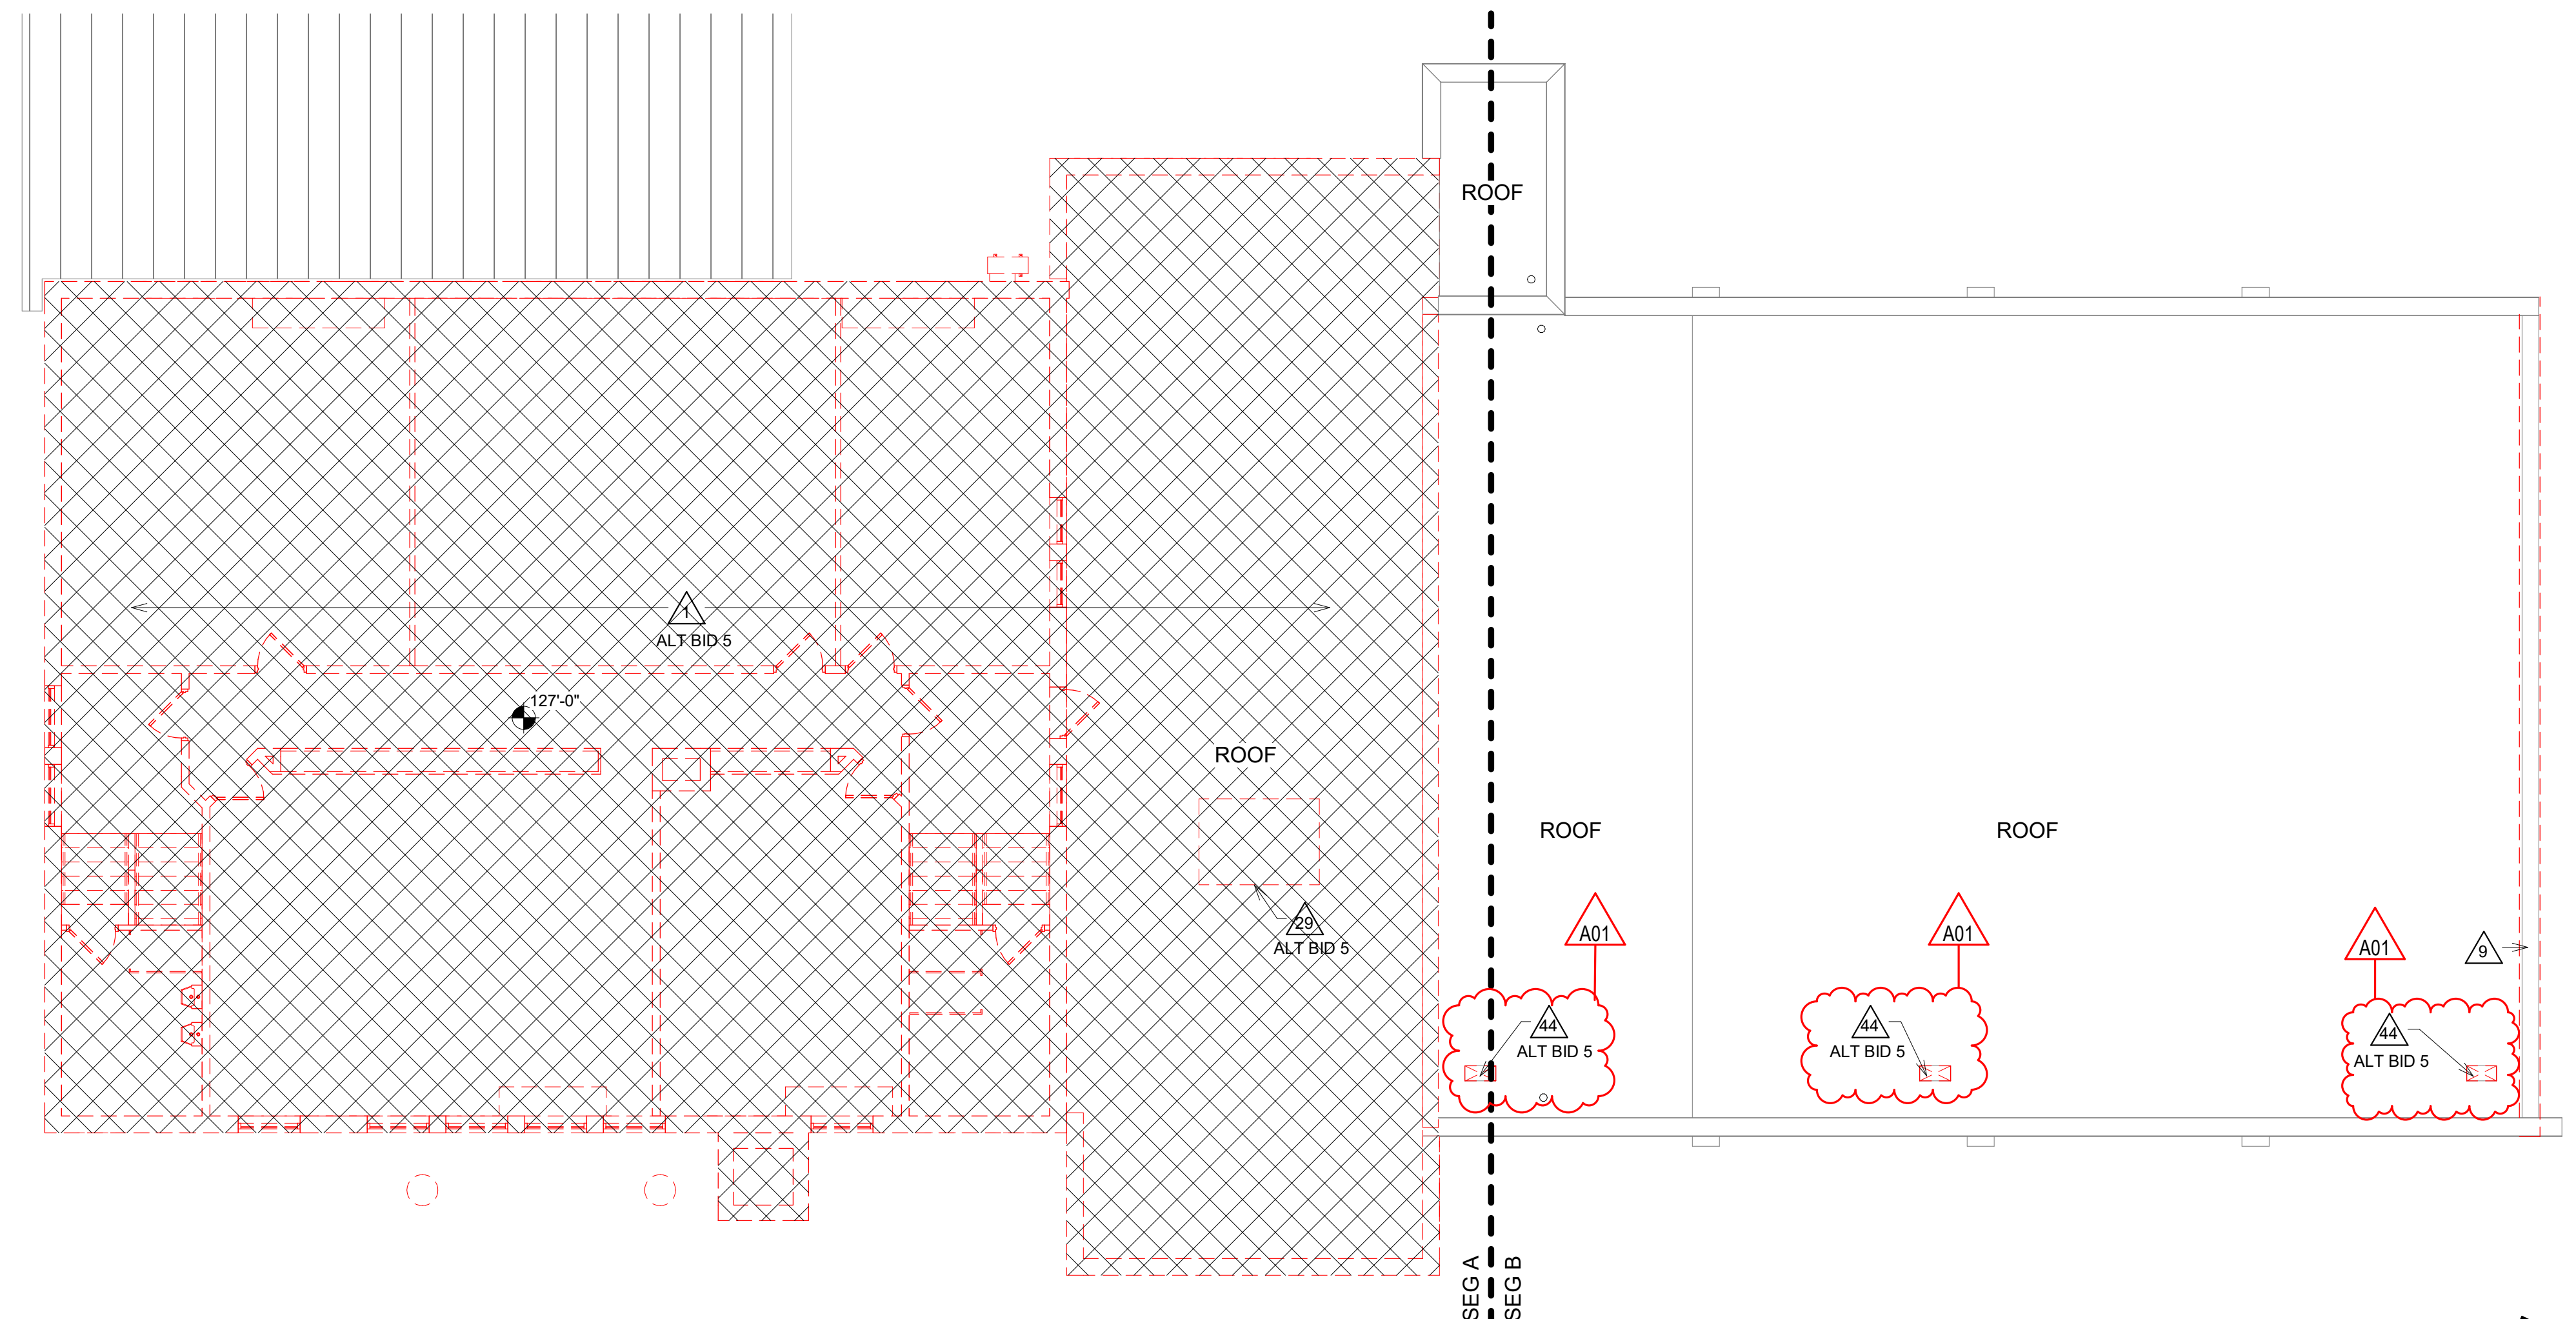 ROOF
1
ALT BID 5
127'-0"
ROOF
29
ALT BID 5
ROOF
ROOF
A01
A01
A01
9
44
ALT BID 5
44
ALT BID 5
44
ALT BID 5
SEG A
SEG B